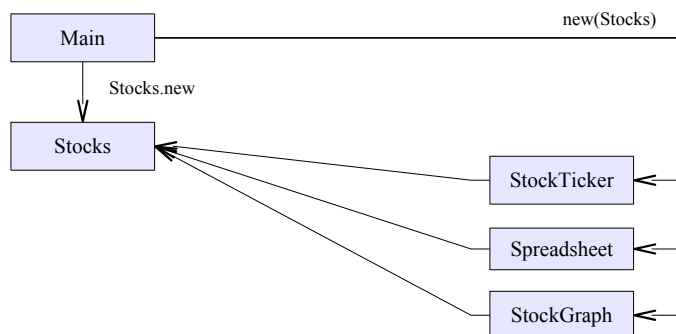 new(Stocks)
Main
Stocks.new
Stocks
StockTicker
Spreadsheet
StockGraph